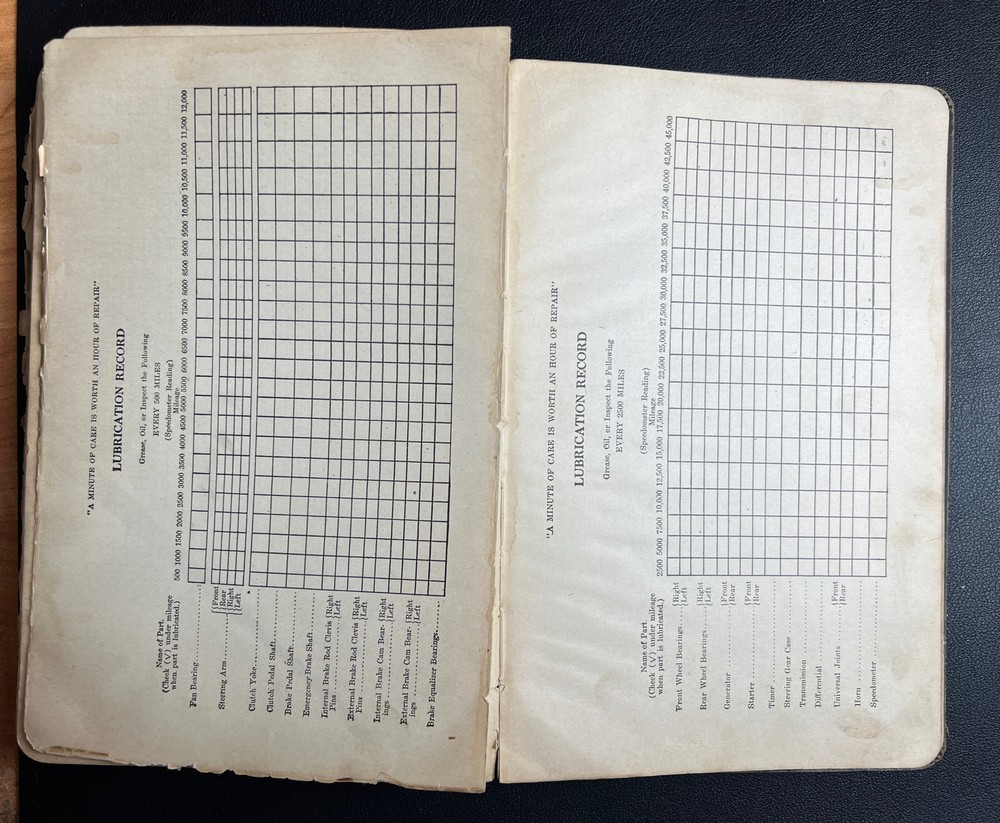 "A MINUTE OF CARE IS WORTH AN HOUR OF REPAIR"
LUBRICATION RECORD
Grease, Oil, or Inspect the Following
EVERY 500 MILES
(Speedometer Reading)
Name of Part.
(Check (√) under mileage
when part is lubricated.)
Mileage
500 1000 1500 2000 2500 3000 3500 4000 4500 5000 5500 6000 6500 7000 7500 8000 8500 9000 9500 10,000 10,500 11,000 11,500 12,000
Fan Bearing
Steering Arm { Front
Rear
{ Right
Left
Clutch Yoke
Clutch Pedal Shaft
Brake Pedal Shaft
Emergency Brake Shaft
Internal Brake Rod Clevis { Right
Pins { Left
External Brake Rod Clevis { Right
Pins { Left
Internal Brake Cam Bear- { Right
ings { Left
External Brake Cam Bear- { Right
ings { Left
Brake Equalizer Bearings
"A MINUTE OF CARE IS WORTH AN HOUR OF REPAIR"
LUBRICATION RECORD
Grease, Oil, or Inspect the Following
EVERY 2500 MILES
(Speedometer Reading)
Name of Part.
(Check (√) under mileage
when part is lubricated.)
Mileage
2500 5000 7500 10,000 12,500 15,000 17,500 20,000 22,500 25,000 27,500 30,000 32,500 35,000 37,500 40,000 42,500 45,000
Front Wheel Bearings { Right
Left
Rear Wheel Bearings { Right
Left
Generator { Front
Rear
Starter { Front
Rear
Timer
Steering Gear Case
Transmission
Differential
Universal Joints { Front
Rear
Horn
Speedometer